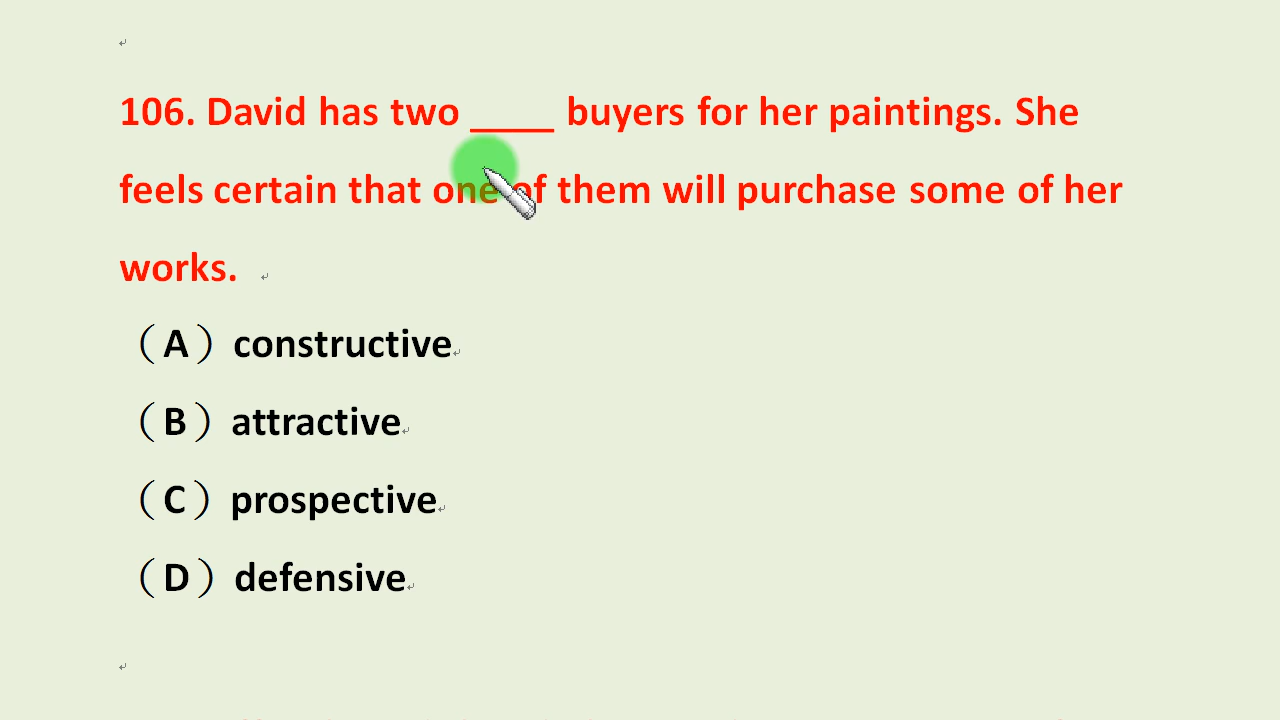 106. David has two ____ buyers for her paintings. She
feels certain that one of them will purchase some of her
works.
（A）constructive
（B）attractive
（C）prospective
（D）defensive